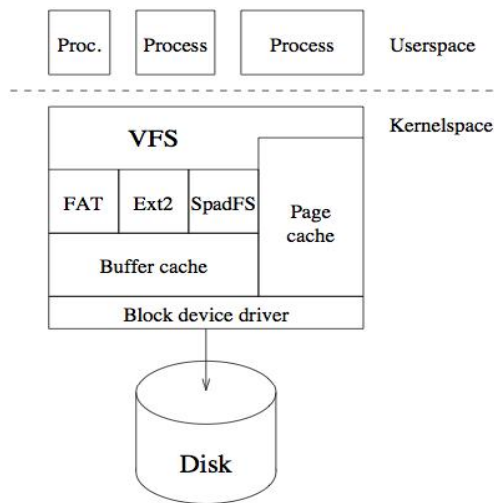 Proc.
Process
Process
Userspace
Kernelspace
VFS
FAT
Ext2
SpadFS
Page
cache
Buffer cache
Block device driver
Disk